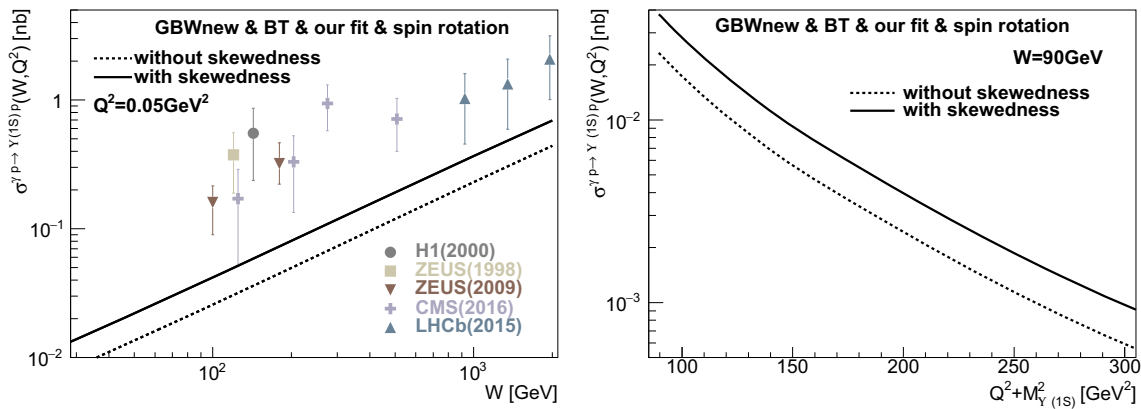 GBWnew & BT & our fit & spin rotation
without skewedness
with skewedness
Q²=0.05GeV²
σ^{γ p→ Υ (1S) p}(W,Q²) [nb]
1
10⁻¹
10⁻²
H1(2000)
ZEUS(1998)
ZEUS(2009)
CMS(2016)
LHCb(2015)
10² 10³
W [GeV]
GBWnew & BT & our fit & spin rotation
W=90GeV
without skewedness
with skewedness
σ^{γ p→ Υ (1S) p}(W,Q²) [nb]
10⁻²
10⁻³
100 150 200 250 300
Q²+M²_{Υ (1S)} [GeV²]